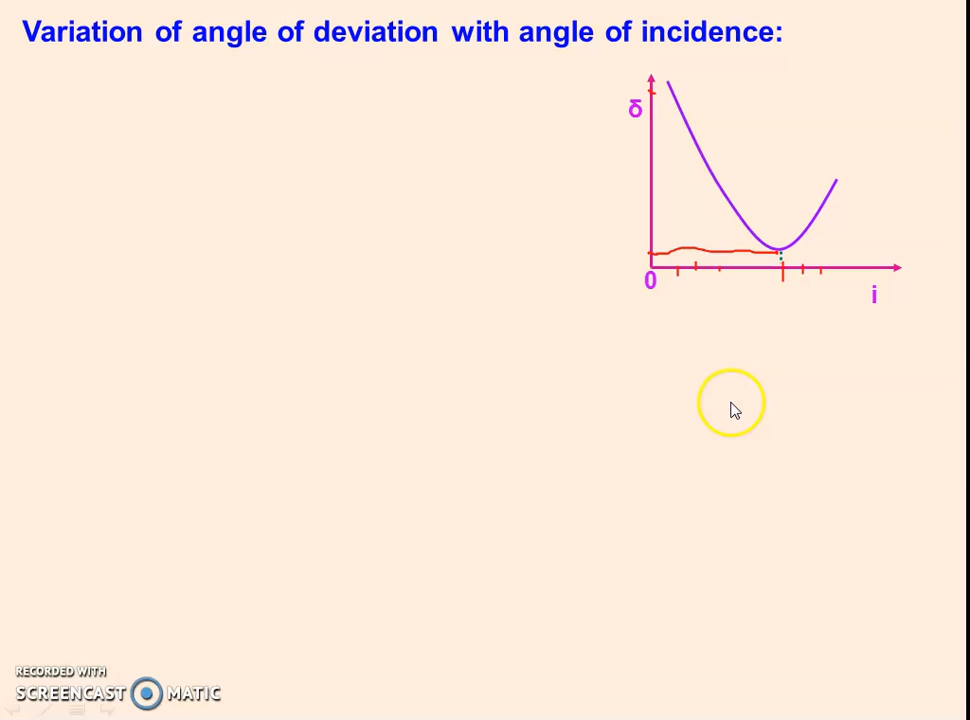 Variation of angle of deviation with angle of incidence:
δ
0
i
RECORDED WITH
SCREENCAST MATIC